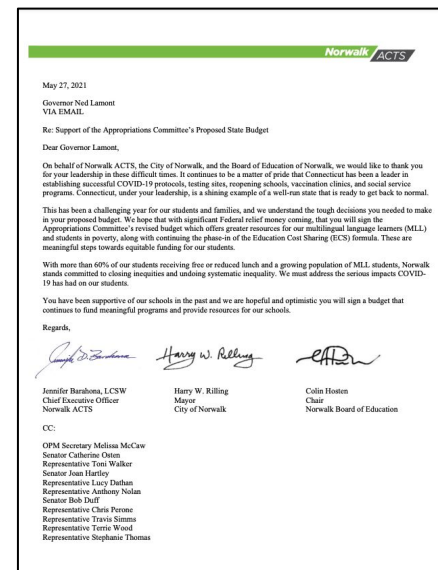 Norwalk ACTS
May 27, 2021
Governor Ned Lamont
VIA EMAIL
Re: Support of the Appropriations Committee's Proposed State Budget
Dear Governor Lamont,
On behalf of Norwalk ACTS, the City of Norwalk, and the Board of Education of Norwalk, we would like to thank you
for your leadership in these difficult times. It continues to be a matter of pride that Connecticut has been a leader in
establishing successful COVID-19 protocols, testing sites, reopening schools, vaccination clinics, and social service
programs. Connecticut, under your leadership, is a shining example of a well-run state that is ready to get back to normal.
This has been a challenging year for our students and families, and we understand the tough decisions you needed to make
in your proposed budget. We hope that with significant Federal relief money coming, that you will sign the
Appropriations Committee's revised budget which offers greater resources for our multilingual language learners (MLL)
and students in poverty, along with continuing the phase-in of the Education Cost Sharing (ECS) formula. These are
meaningful steps towards equitable funding for our students.
With more than 60% of our students receiving free or reduced lunch and a growing population of MLL students, Norwalk
stands committed to closing inequities and undoing systematic inequality. We must address the serious impacts COVID-
19 has had on our students.
You have been supportive of our schools in the past and we are hopeful and optimistic you will sign a budget that
continues to fund meaningful programs and provide resources for our schools.
Regards,
Jennifer D. Barahona Harry W. Rilling
Jennifer Barahona, LCSW Harry W. Rilling Colin Hosten
Chief Executive Officer Mayor Chair
Norwalk ACTS City of Norwalk Norwalk Board of Education
CC:
OPM Secretary Melissa McCaw
Senator Catherine Osten
Representative Toni Walker
Senator Joan Hartley
Representative Lucy Dathan
Representative Anthony Nolan
Senator Bob Duff
Representative Chris Perone
Representative Travis Simms
Representative Terrie Wood
Representative Stephanie Thomas